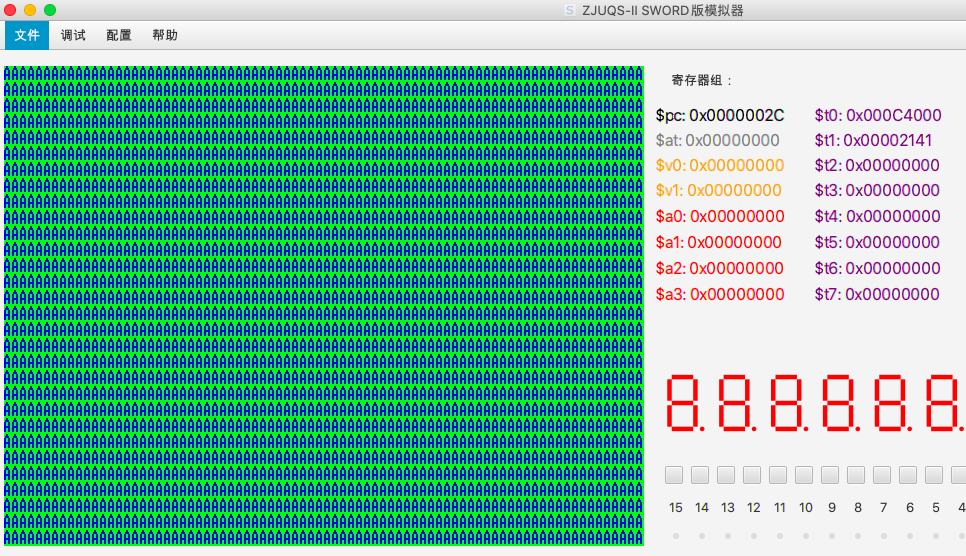 S ZJUQS-II SWORD版模拟器
文件 调试 配置 帮助
寄存器组：
$pc: 0x0000002C $t0: 0x000C4000
$at: 0x00000000 $t1: 0x00002141
$v0: 0x00000000 $t2: 0x00000000
$v1: 0x00000000 $t3: 0x00000000
$a0: 0x00000000 $t4: 0x00000000
$a1: 0x00000000 $t5: 0x00000000
$a2: 0x00000000 $t6: 0x00000000
$a3: 0x00000000 $t7: 0x00000000
8.8.8.8.8.8.
15 14 13 12 11 10 9 8 7 6 5 4